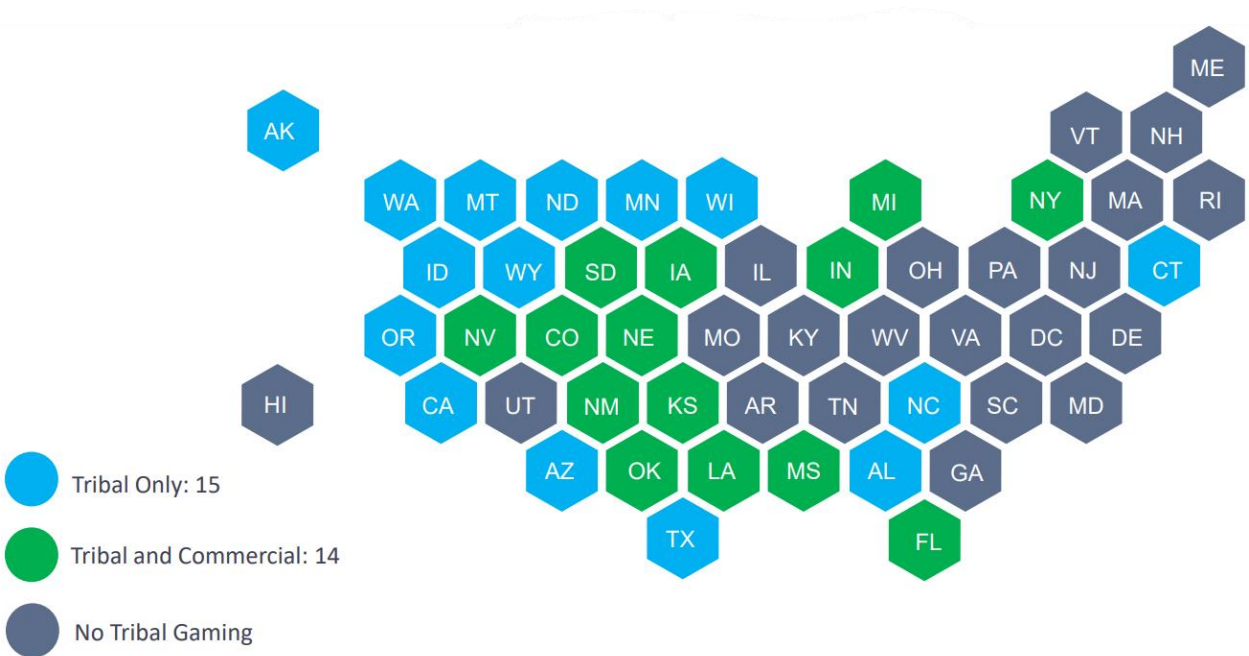 ME
AK
VT NH
WA MT ND MN WI MI NY MA RI
ID WY SD IA IL IN OH PA NJ CT
OR NV CO NE MO KY WV VA DC DE
HI CA UT NM KS AR TN NC SC MD
AZ OK LA MS AL GA
Tribal Only: 15
TX FL
Tribal and Commercial: 14
No Tribal Gaming